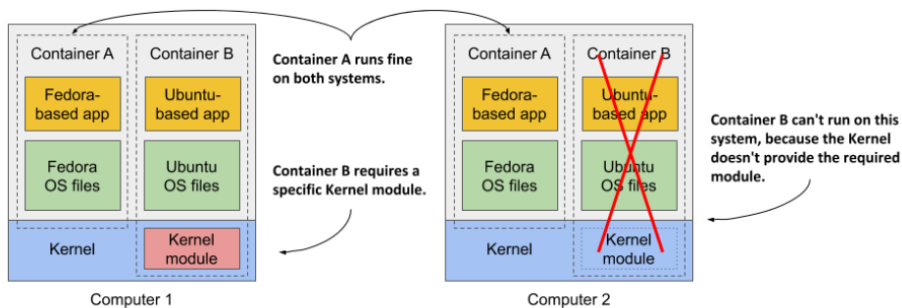 Container A
Container B
Fedora-
based app
Ubuntu-
based app
Fedora
OS files
Ubuntu
OS files
Kernel
Kernel
module
Computer 1
Container A runs fine
on both systems.
Container B requires a
specific Kernel module.
Container A
Container B
Fedora-
based app
Ubuntu-
based app
Fedora
OS files
Ubuntu
OS files
Kernel
Kernel
module
Computer 2
Container B can't run on this
system, because the Kernel
doesn't provide the required
module.